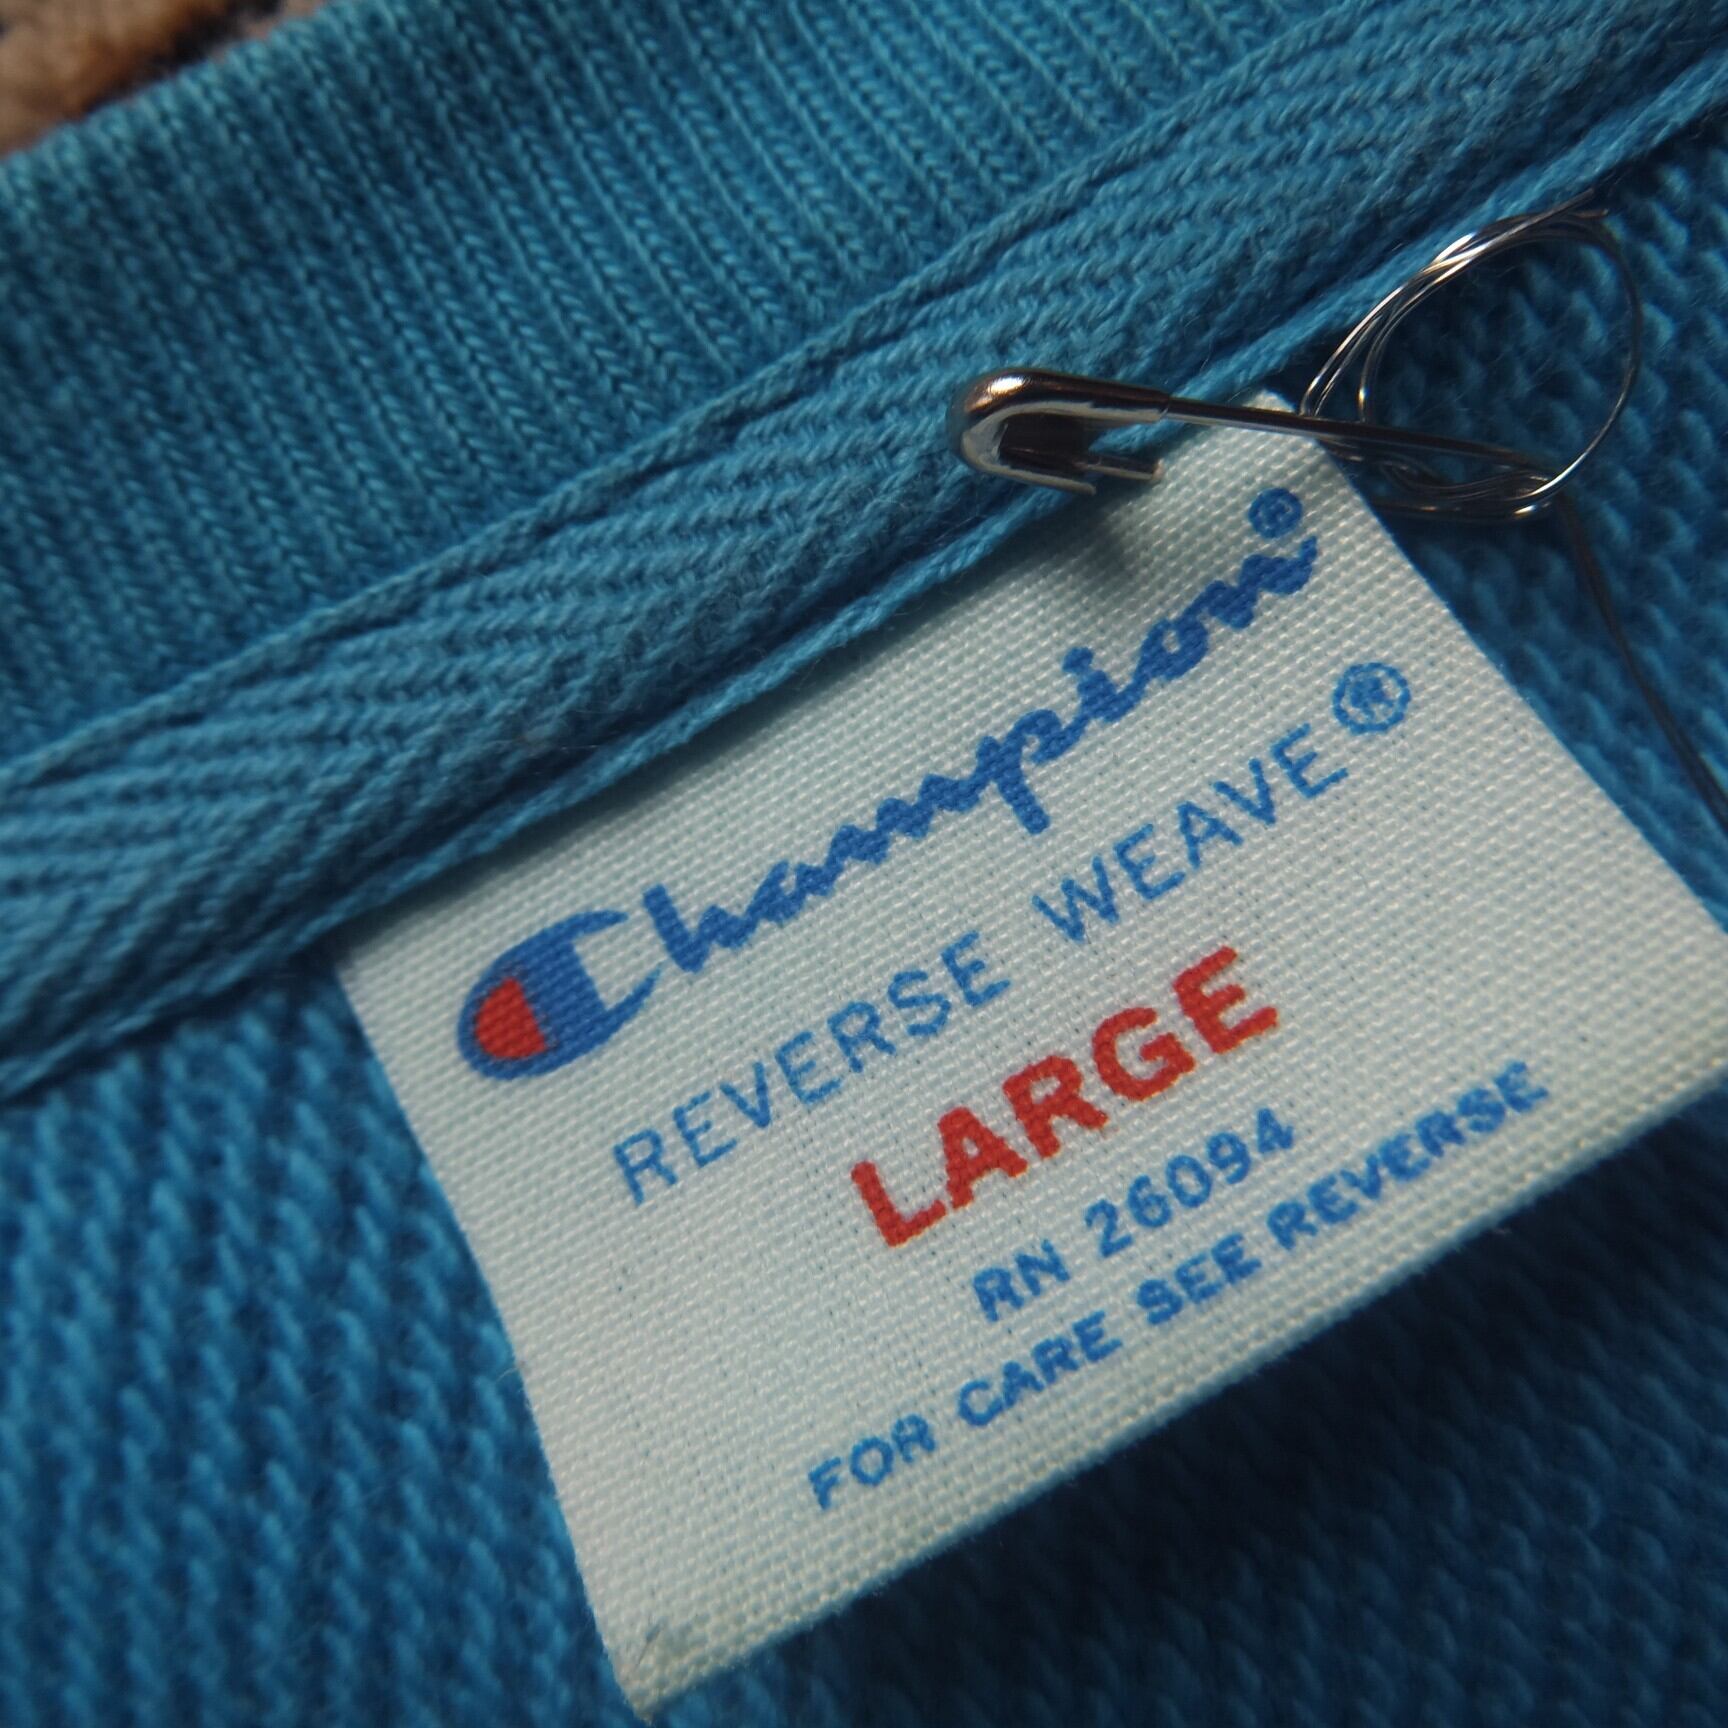 Champion®
REVERSE WEAVE®
LARGE
RN 26094
FOR CARE SEE REVERSE